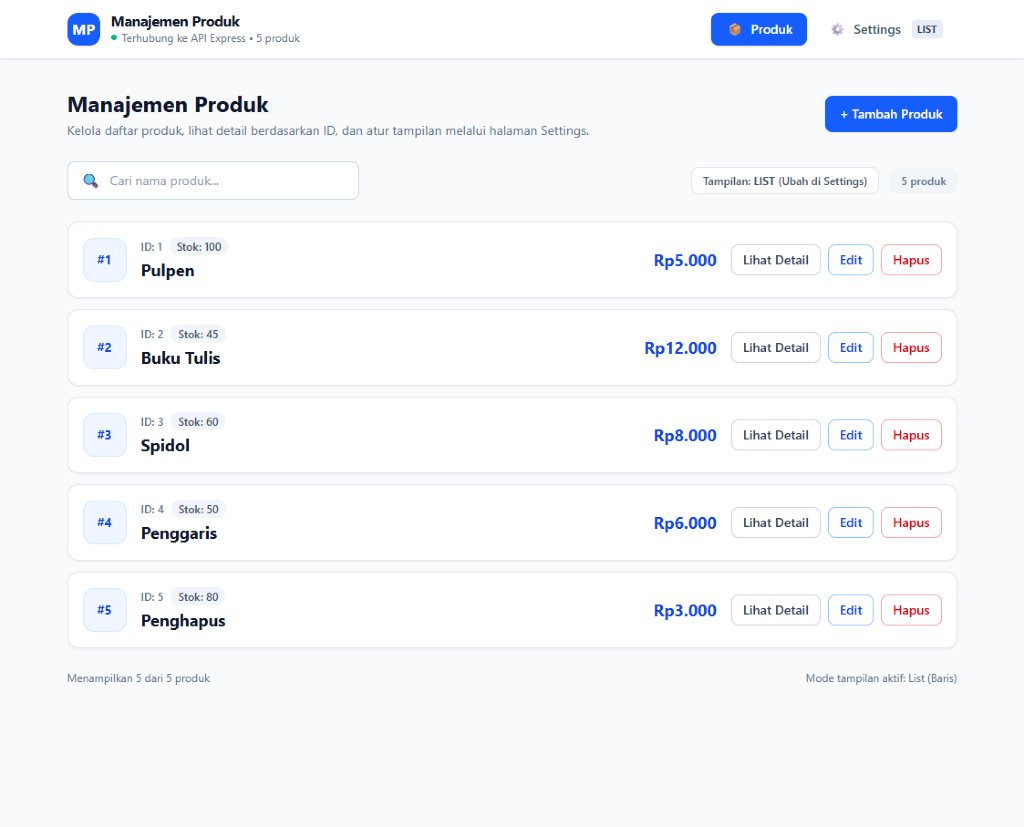 MP
Manajemen Produk
Terhubung ke API Express • 5 produk
Produk
Settings LIST
Manajemen Produk
Kelola daftar produk, lihat detail berdasarkan ID, dan atur tampilan melalui halaman Settings.
+ Tambah Produk
Cari nama produk...
Tampilan: LIST (Ubah di Settings)
5 produk
#1
ID: 1 Stok: 100
Pulpen
Rp5.000 Lihat Detail Edit Hapus
#2
ID: 2 Stok: 45
Buku Tulis
Rp12.000 Lihat Detail Edit Hapus
#3
ID: 3 Stok: 60
Spidol
Rp8.000 Lihat Detail Edit Hapus
#4
ID: 4 Stok: 50
Penggaris
Rp6.000 Lihat Detail Edit Hapus
#5
ID: 5 Stok: 80
Penghapus
Rp3.000 Lihat Detail Edit Hapus
Menampilkan 5 dari 5 produk
Mode tampilan aktif: List (Baris)